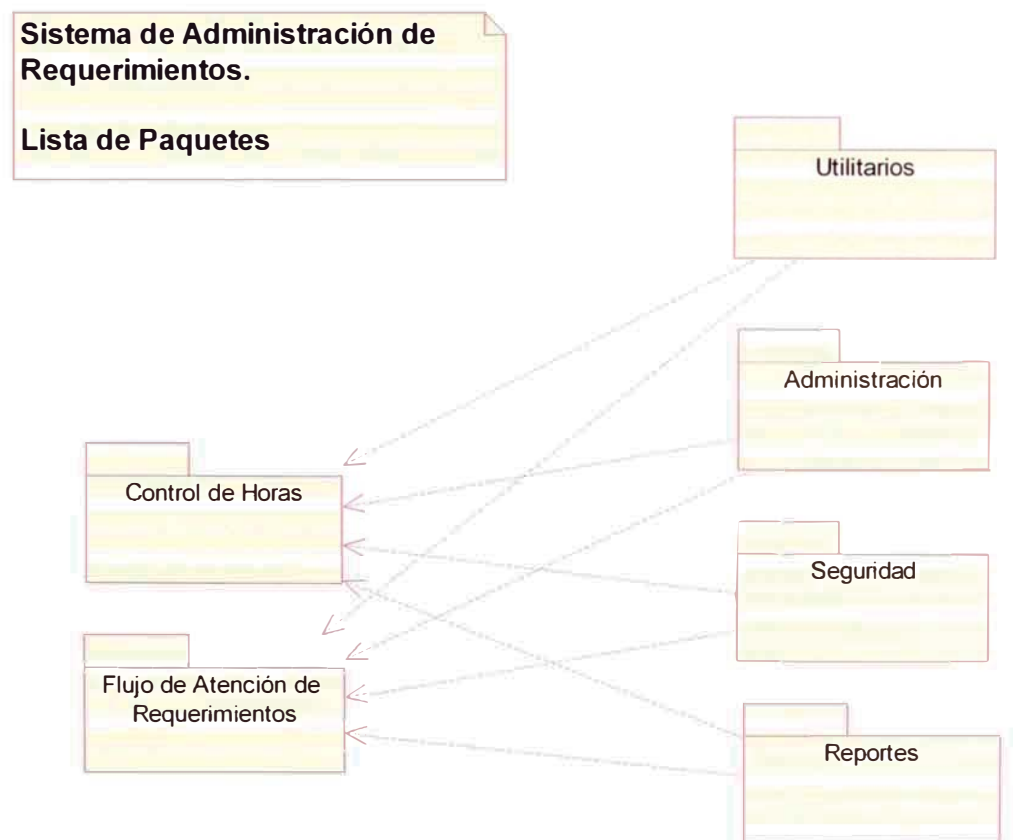 Sistema de Administración de
Requerimientos.
Lista de Paquetes
Utilitarios
Administración
Control de Horas
Seguridad
Flujo de Atención de
Requerimientos
Reportes